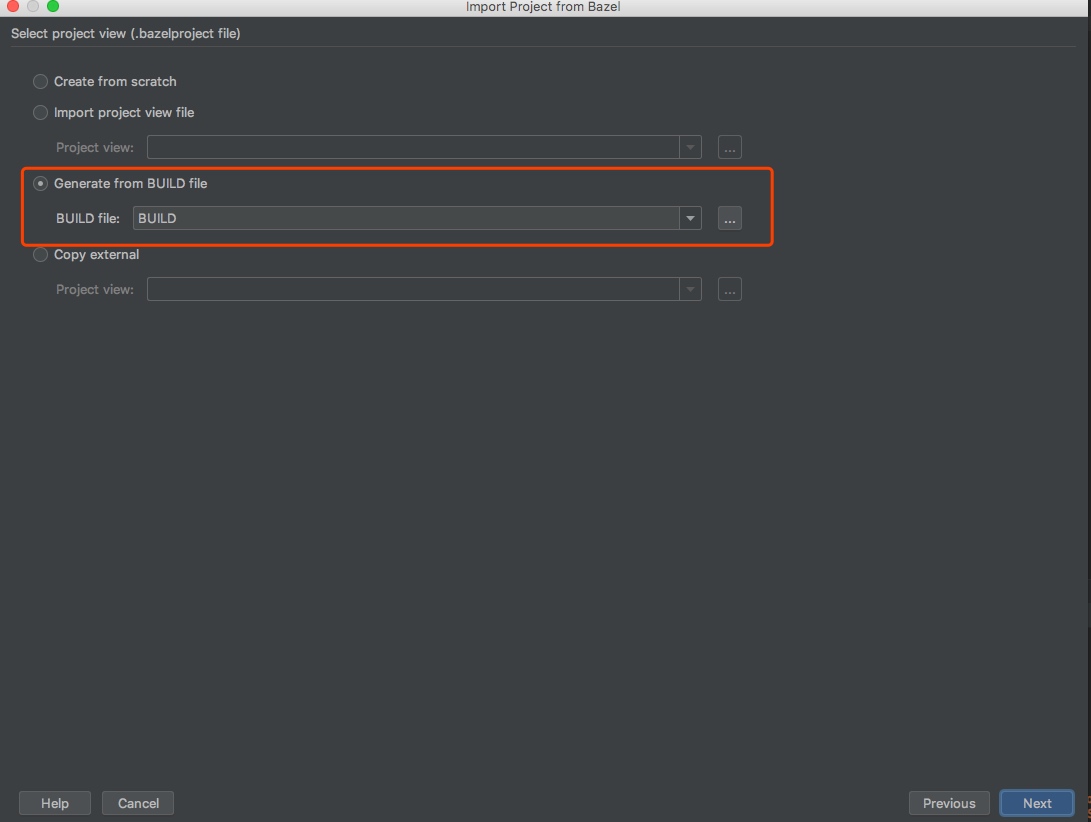 Import Project from Bazel
Select project view (.bazelproject file)
Create from scratch
Import project view file
Project view:
...
Generate from BUILD file
BUILD file: BUILD
...
Copy external
Project view:
...
Help Cancel Previous Next